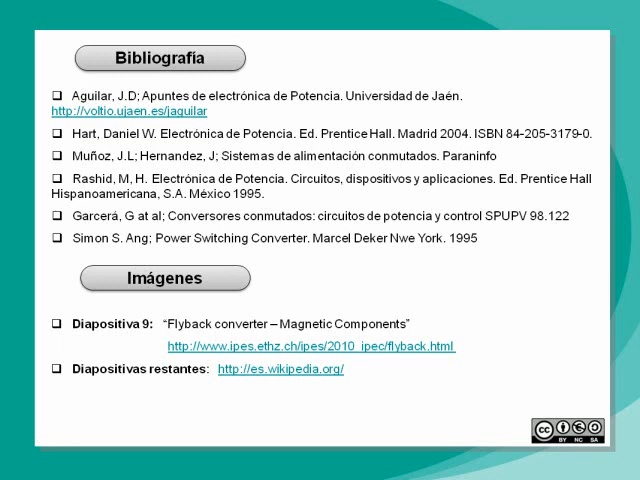 Bibliografía
❑ Aguilar, J.D; Apuntes de electrónica de Potencia. Universidad de Jaén.
http://voltio.ujaen.es/jaguilar
❑ Hart, Daniel W. Electrónica de Potencia. Ed. Prentice Hall. Madrid 2004. ISBN 84-205-3179-0.
❑ Muñoz, J.L; Hernandez, J; Sistemas de alimentación conmutados. Paraninfo
❑ Rashid, M, H. Electrónica de Potencia. Circuitos, dispositivos y aplicaciones. Ed. Prentice Hall
Hispanoamericana, S.A. México 1995.
❑ Garcerá, G at al; Conversores conmutados: circuitos de potencia y control SPUPV 98.122
❑ Simon S. Ang; Power Switching Converter. Marcel Deker Nwe York. 1995
Imágenes
❑ Diapositiva 9: “Flyback converter – Magnetic Components”
http://www.ipes.ethz.ch/ipes/2010_ipec/flyback.html
❑ Diapositivas restantes: http://es.wikipedia.org/
cc
BY NC SA